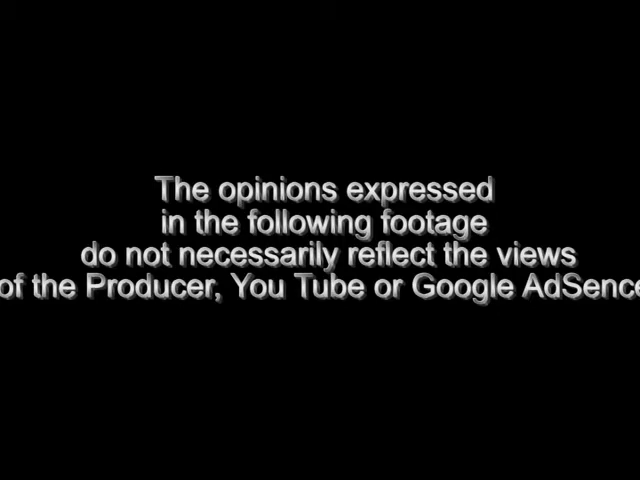 The opinions expressed
in the following footage
do not necessarily reflect the views
of the Producer, You Tube or Google AdSence